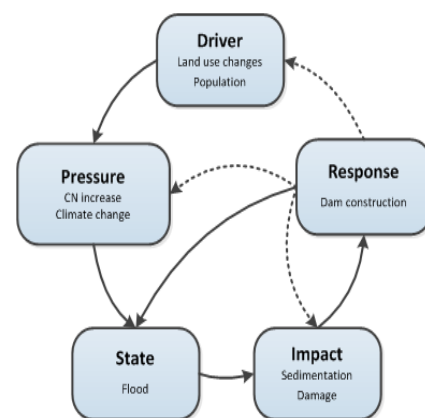 Driver
Land use changes
Population
Pressure
CN increase
Climate change
Response
Dam construction
State
Flood
Impact
Sedimentation
Damage